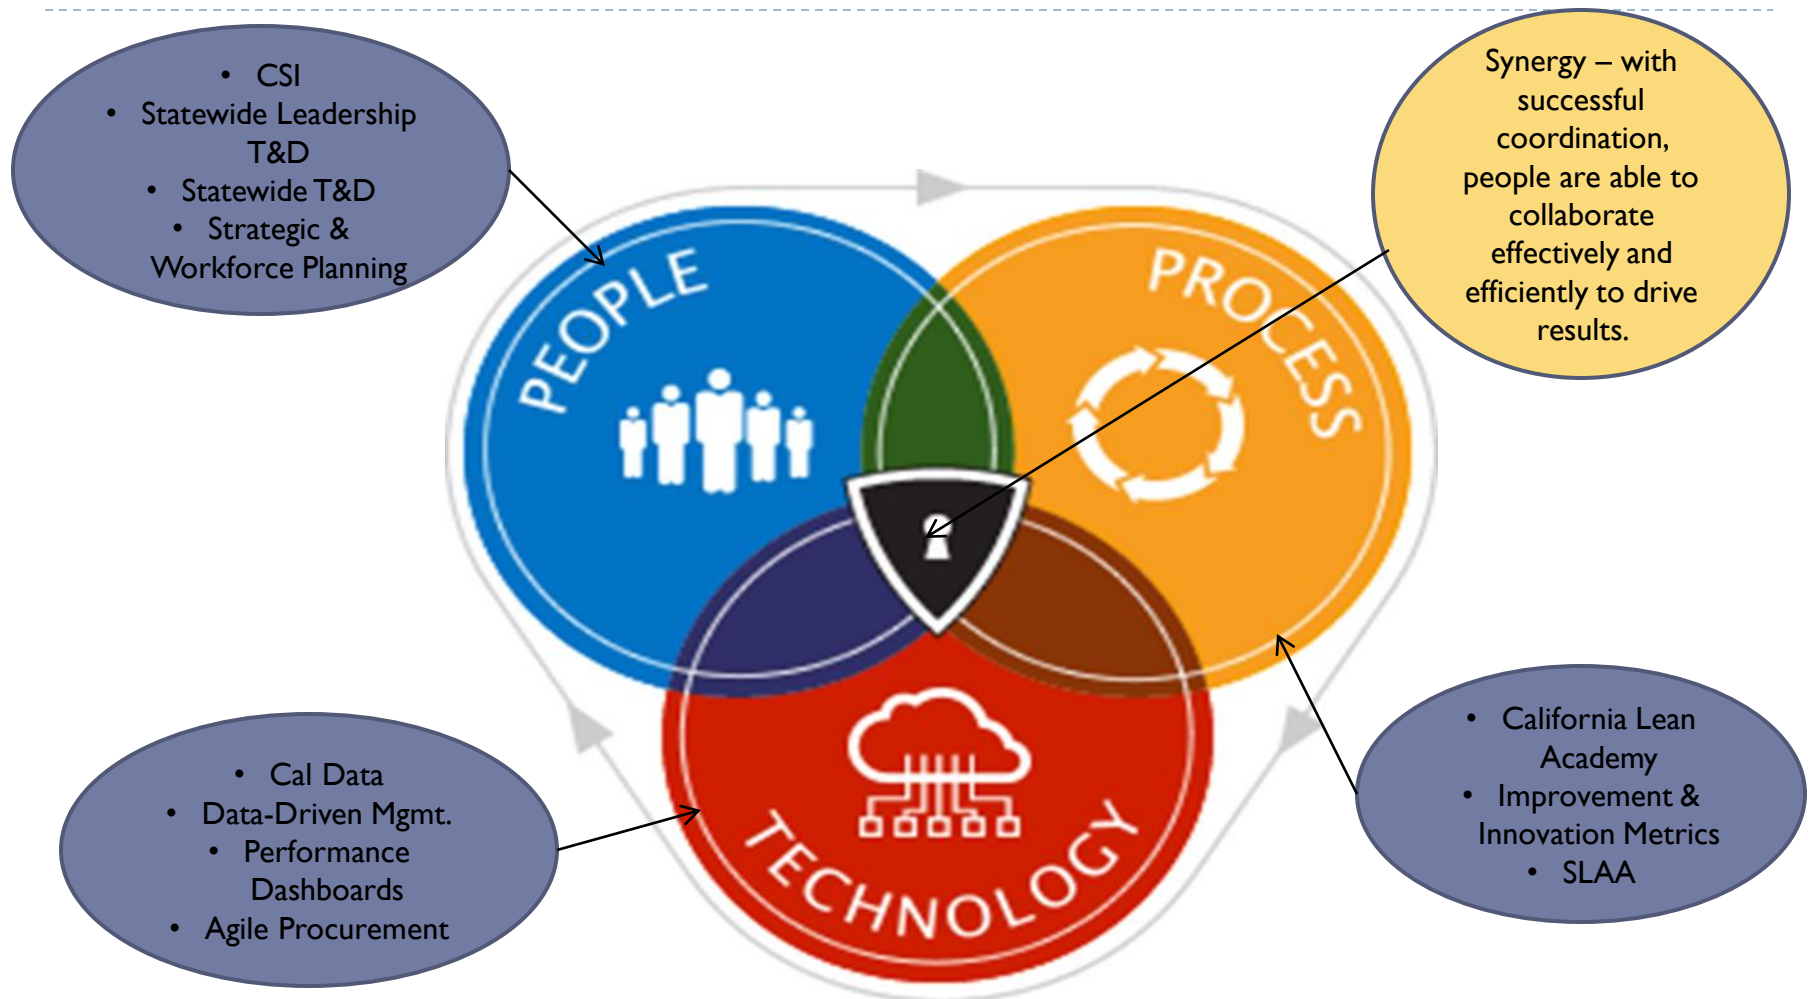 • CSI
• Statewide Leadership
T&D
• Statewide T&D
• Strategic &
Workforce Planning
Synergy – with
successful
coordination,
people are able to
collaborate
effectively and
efficiently to drive
results.
PEOPLE
PROCESS
TECHNOLOGY
• Cal Data
• Data-Driven Mgmt.
• Performance
Dashboards
• Agile Procurement
• California Lean
Academy
• Improvement &
Innovation Metrics
• SLAA